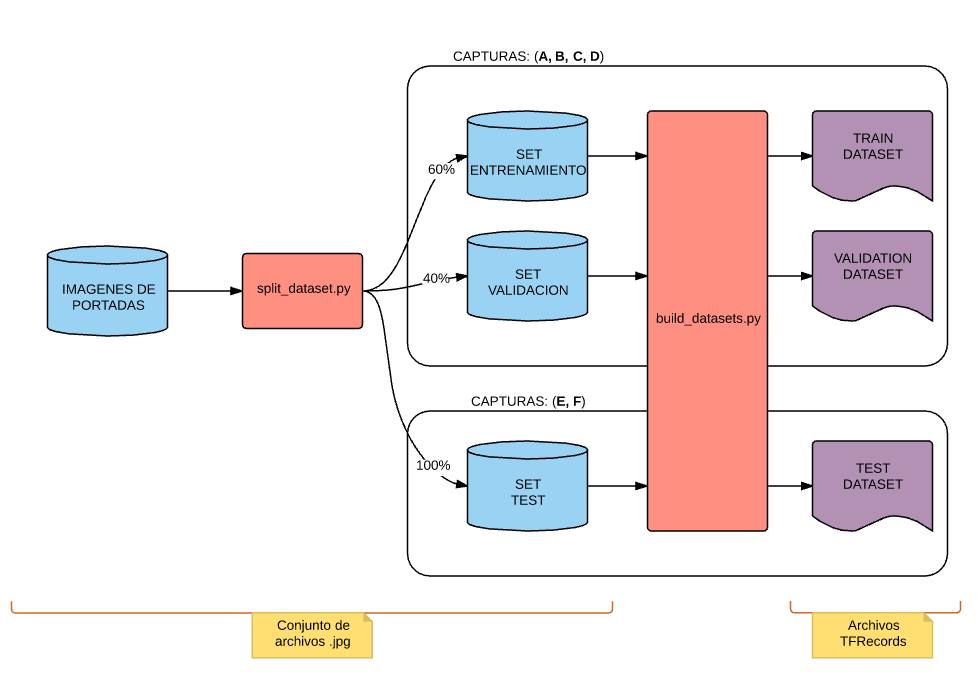 CAPTURAS: (A, B, C, D)
SET
ENTRENAMIENTO
TRAIN
DATASET
60%
40%
SET
VALIDACION
VALIDATION
DATASET
IMAGENES DE
PORTADAS
split_dataset.py
build_datasets.py
CAPTURAS: (E, F)
100%
SET
TEST
TEST
DATASET
Conjunto de
archivos .jpg
Archivos
TFRecords